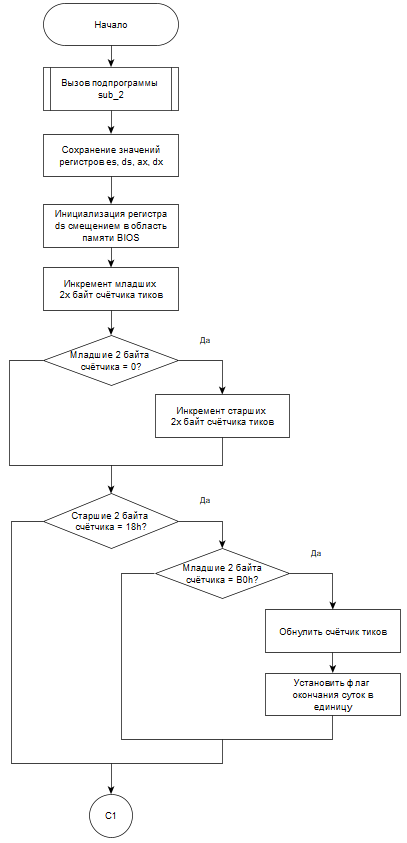 Начало
Вызов подпрограммы
sub_2
Сохранение значений
регистров es, ds, ax, dx
Инициализация регистра
ds смещением в область
памяти BIOS
Инкремент младших
2х байт счётчика тиков
Младшие 2 байта
счётчика = 0?
Да
Инкремент старших
2х байт счётчика тиков
Старшие 2 байта
счётчика = 18h?
Да
Младшие 2 байта
счётчика = B0h?
Да
Обнулить счётчик тиков
Установить флаг
окончания суток в
единицу
C1